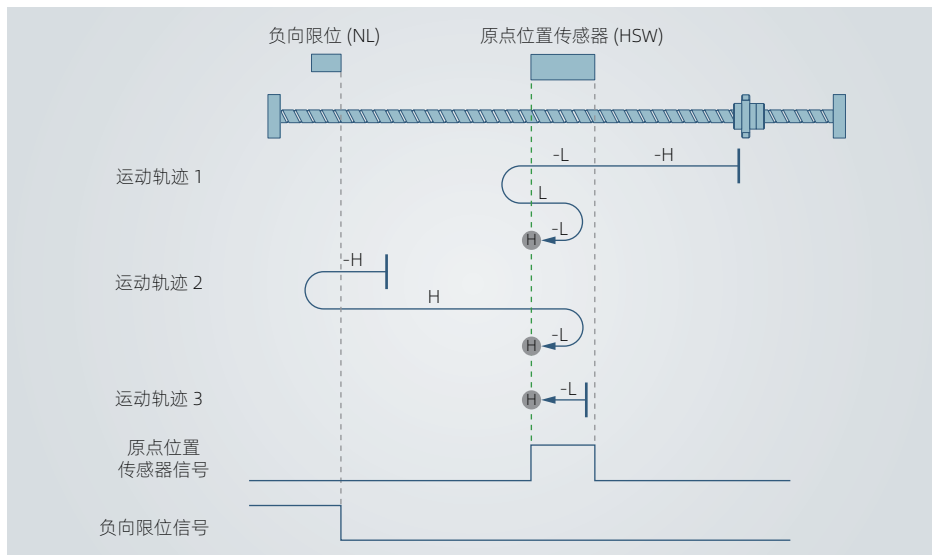 负向限位 (NL)
原点位置传感器 (HSW)
运动轨迹 1
-L
-H
L
-L
H
运动轨迹 2
-H
H
-L
H
运动轨迹 3
-L
H
原点位置
传感器信号
负向限位信号